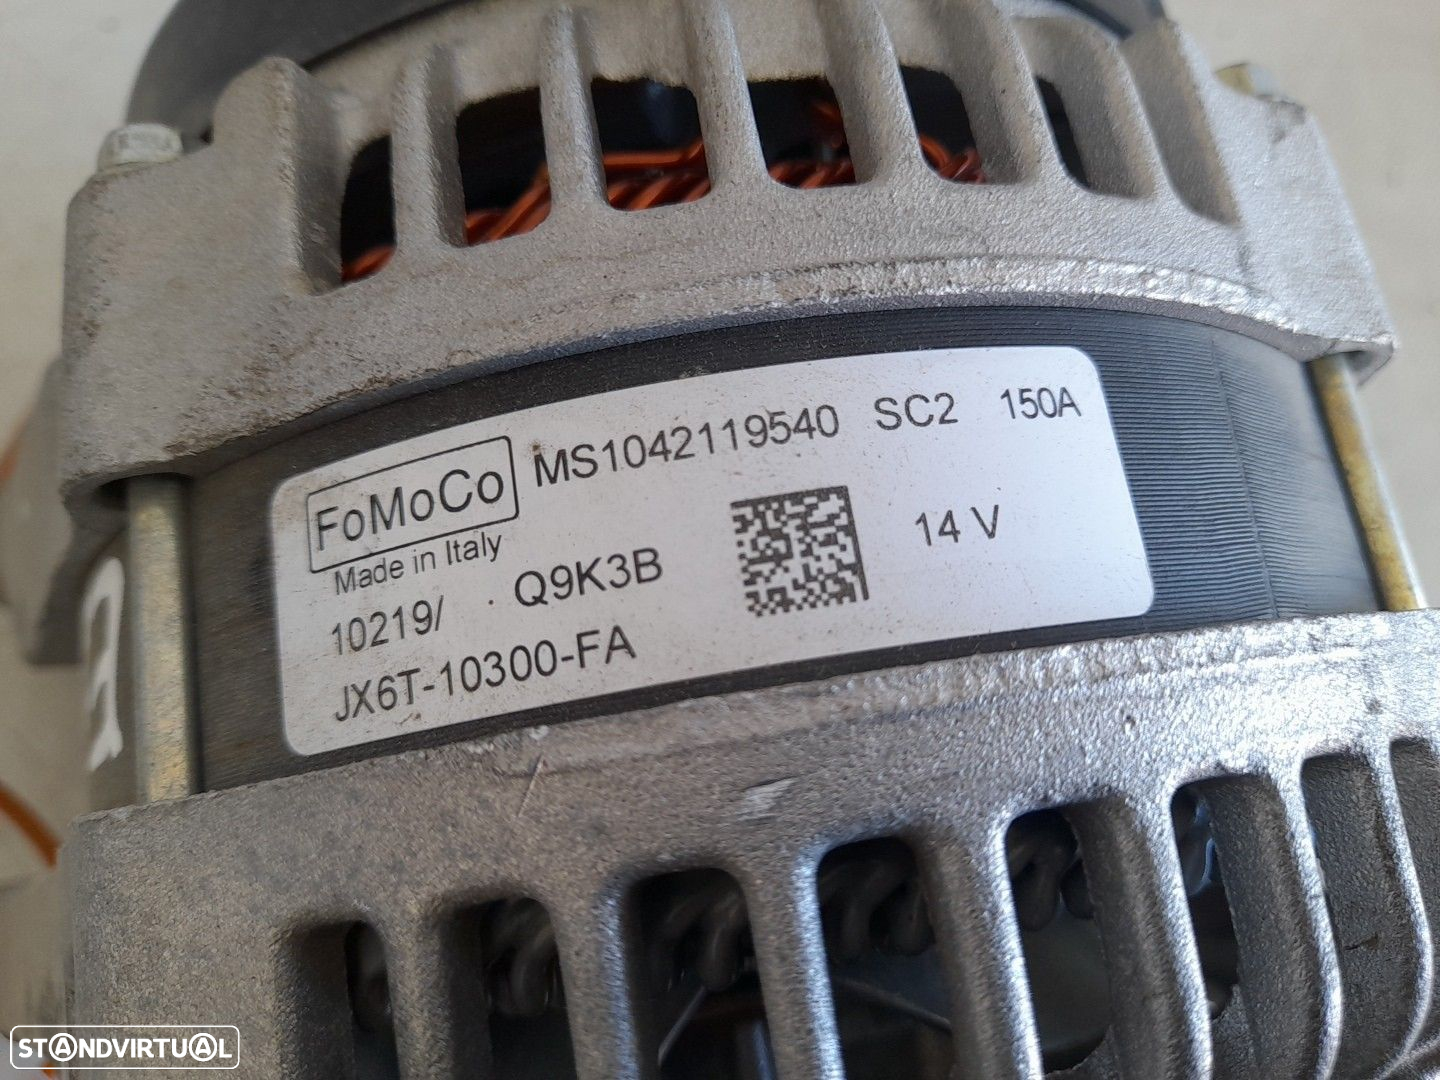 FoMoCo MS1042119540 SC2 150A
Made in Italy
10219/ Q9K3B 14 V
JX6T-10300-FA
STANDVIRTUAL